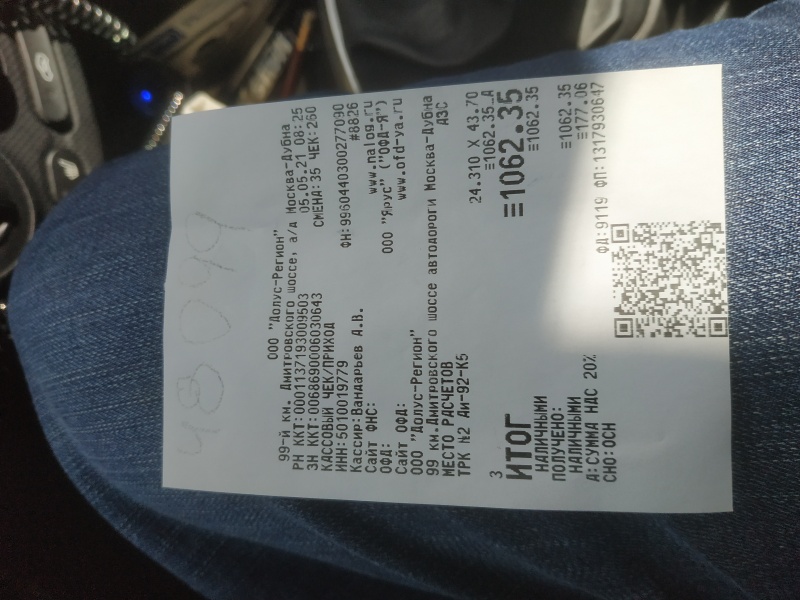 48099
ООО "Долус-Регион"
99-й км. Дмитровского шоссе, а/д Москва-Дубна
РН ККТ:0001137193009503 05.05.21 08:25
ЗН ККТ:00686900060​30643 СМЕНА:35 ЧЕК:260
КАССОВЫЙ ЧЕК/ПРИХОД
ИНН:5010019779 ФН:9960440300277090
Кассир:Вандарьев А.В. #8826
Сайт ФНС: www.nalog.ru
ОФД: ООО "Ярус" ("ОФД-Я")
Сайт ОФД: www.ofd-ya.ru
ООО "Долус-Регион"
99 км.Дмитровского шоссе автодороги Москва-Дубна
МЕСТО РАСЧЕТОВ АЗС
ТРК №2 Аи-92-К5
24.310 X 43.70
3 ≡1062.35_А
ИТОГ ≡1062.35
НАЛИЧНЫМИ ≡1062.35
ПОЛУЧЕНО:
НАЛИЧНЫМИ ≡1062.35
А:СУММА НДС 20% ≡177.06
СНО:ОСН ФД:9119 ФП:1317930647